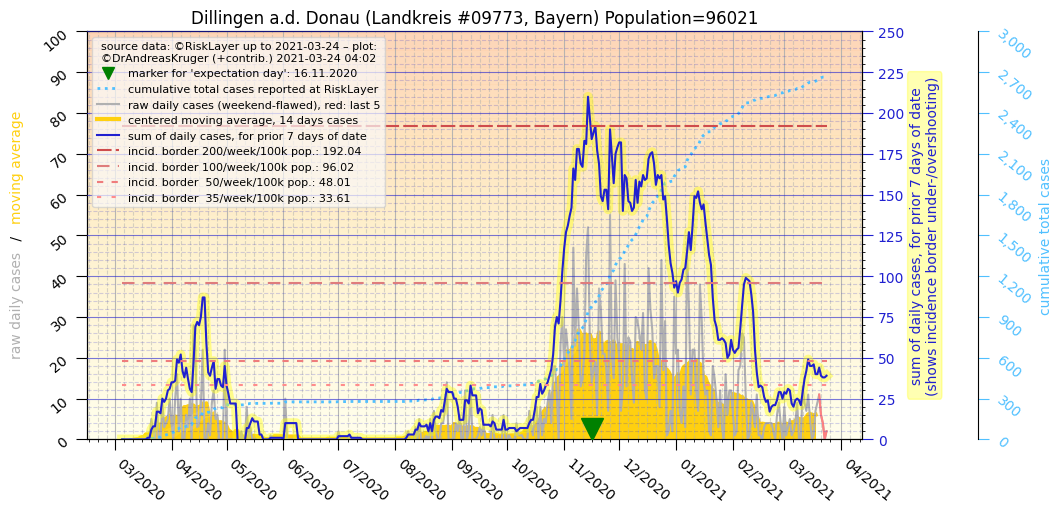 Dillingen a.d. Donau (Landkreis #09773, Bayern) Population=96021
source data: ©RiskLayer up to 2021-03-24 – plot:
©DrAndreasKruger (+contrib.) 2021-03-24 04:02
marker for 'expectation day': 16.11.2020
cumulative total cases reported at RiskLayer
raw daily cases (weekend-flawed), red: last 5
centered moving average, 14 days cases
sum of daily cases, for prior 7 days of date
incid. border 200/week/100k pop.: 192.04
incid. border 100/week/100k pop.: 96.02
incid. border  50/week/100k pop.: 48.01
incid. border  35/week/100k pop.: 33.61
raw daily cases  /  moving average
100
90
80
70
60
50
40
30
20
10
0
250
225
200
175
150
125
100
75
50
25
0
sum of daily cases, for prior 7 days of date
(shows incidence border under-/overshooting)
3,000
2,700
2,400
2,100
1,800
1,500
1,200
900
600
300
0
cumulative total cases
03/2020
04/2020
05/2020
06/2020
07/2020
08/2020
09/2020
10/2020
11/2020
12/2020
01/2021
02/2021
03/2021
04/2021